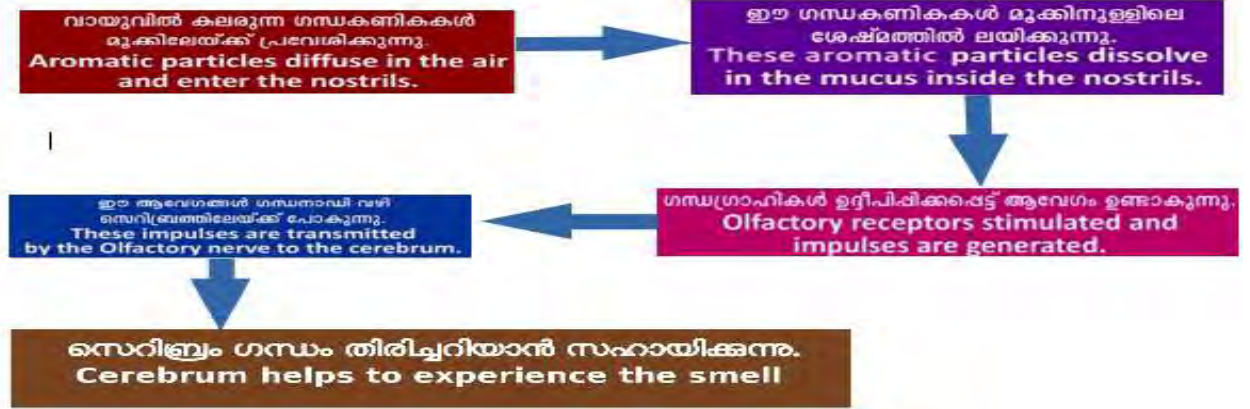 വായുവിൽ കലരുന്ന ഗന്ധകണികകൾ
മൂക്കിലേയ്ക്ക് പ്രവേശിക്കുന്നു.
Aromatic particles diffuse in the air
and enter the nostrils.
ഈ ഗന്ധകണികകൾ മൂക്കിനുള്ളിലെ
ശ്ലേഷ്മത്തിൽ ലയിക്കുന്നു.
These aromatic particles dissolve
in the mucus inside the nostrils.
ഗന്ധഗ്രാഹികൾ ഉദ്ദീപിപ്പിക്കപ്പെട്ട് ആവേഗം ഉണ്ടാകുന്നു.
Olfactory receptors stimulated and
impulses are generated.
ഈ ആവേഗങ്ങൾ ഗന്ധനാഡി വഴി
സെറിബ്രത്തിലേയ്ക്ക് പോകുന്നു.
These impulses are transmitted
by the Olfactory nerve to the cerebrum.
സെറിബ്രം ഗന്ധം തിരിച്ചറിയാൻ സഹായിക്കുന്നു.
Cerebrum helps to experience the smell